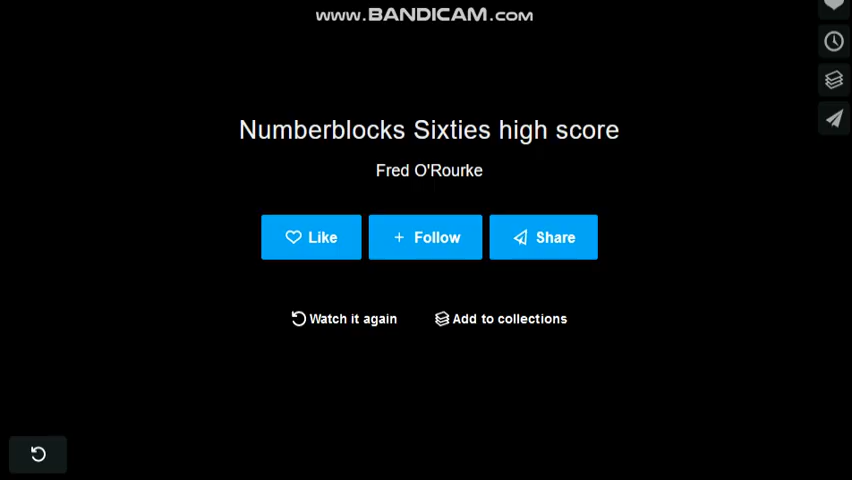 www.BANDICAM.com
Numberblocks Sixties high score
Fred O'Rourke
Like
Follow
Share
Watch it again
Add to collections